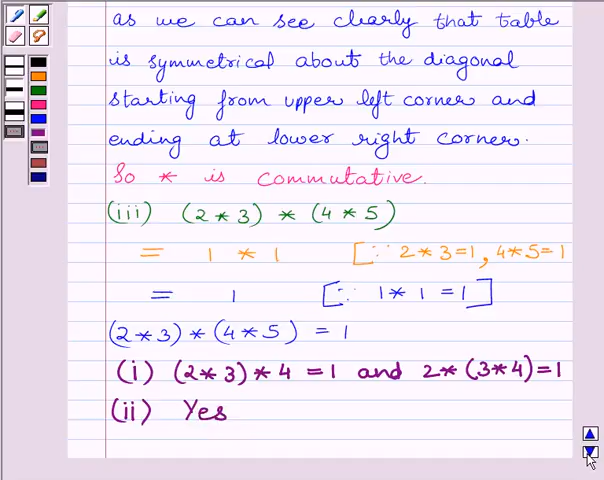 as we can see clearly that table
is symmetrical about the diagonal
starting from upper left corner and
ending at lower right corner.
So * is commutative.
(iii) (2 * 3) * (4 * 5)
= 1 * 1 [∵ 2 * 3 = 1, 4 * 5 = 1
= 1 [∵ 1 * 1 = 1]
(2 * 3) * (4 * 5) = 1
(i) (2 * 3) * 4 = 1 and 2 * (3 * 4) = 1
(ii) Yes